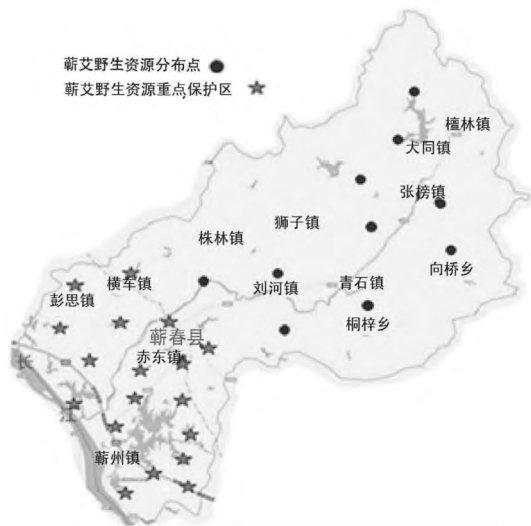 蕲艾野生资源分布点
蕲艾野生资源重点保护区
檀林镇
大同镇
张榜镇
狮子镇
株林镇
向桥乡
横车镇
刘河镇
青石镇
彭思镇
桐梓乡
蕲春县
赤东镇
长
江
蕲州镇